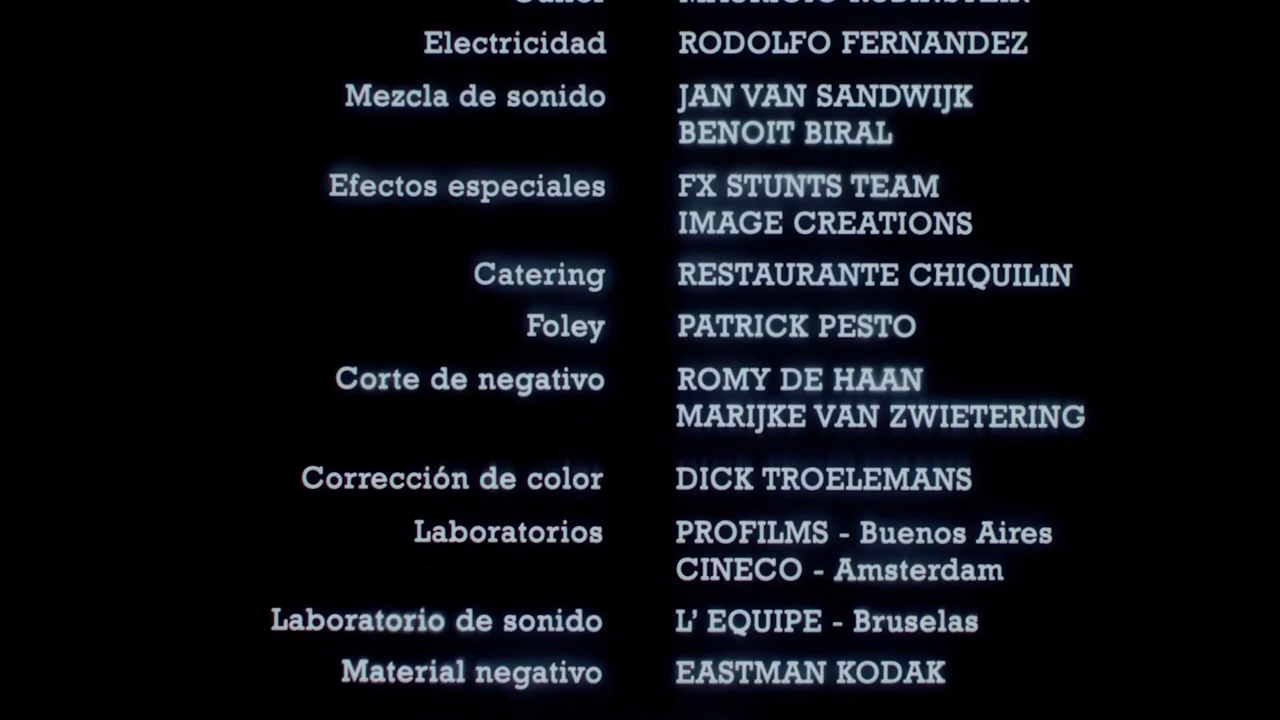 Electricidad RODOLFO FERNANDEZ
Mezcla de sonido JAN VAN SANDWIJK
BENOIT BIRAL
Efectos especiales FX STUNTS TEAM
IMAGE CREATIONS
Catering RESTAURANTE CHIQUILIN
Foley PATRICK PESTO
Corte de negativo ROMY DE HAAN
MARIJKE VAN ZWIETERING
Corrección de color DICK TROELEMANS
Laboratorios PROFILMS - Buenos Aires
CINECO - Amsterdam
Laboratorio de sonido L' EQUIPE - Bruselas
Material negativo EASTMAN KODAK